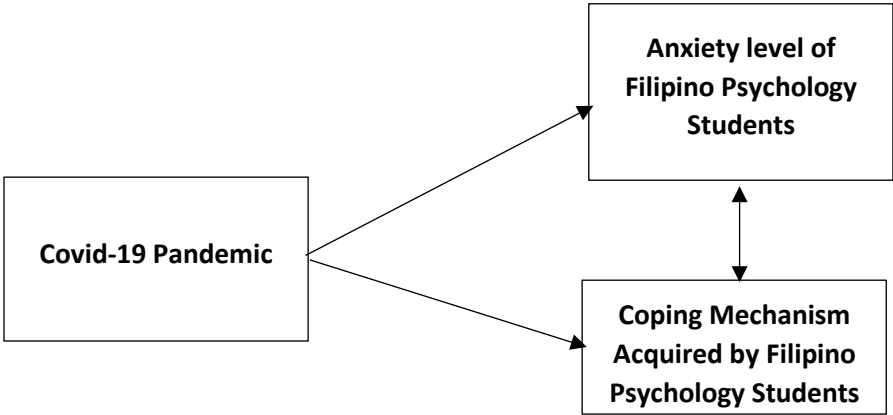 Anxiety level of
Filipino Psychology
Students
Covid-19 Pandemic
Coping Mechanism
Acquired by Filipino
Psychology Students